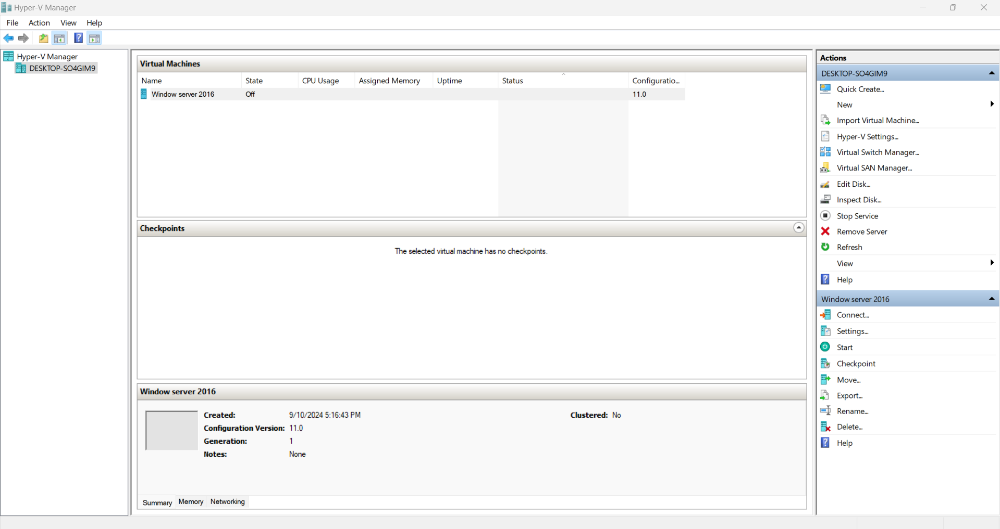 Hyper-V Manager
File Action View Help
Hyper-V Manager
DESKTOP-SO4GIM9
Virtual Machines
Name State CPU Usage Assigned Memory Uptime Status Configuratio...
Window server 2016 Off 11.0
Checkpoints
The selected virtual machine has no checkpoints.
Window server 2016
Created: 9/10/2024 5:16:43 PM Clustered: No
Configuration Version: 11.0
Generation: 1
Notes: None
Summary Memory Networking
Actions
DESKTOP-SO4GIM9
Quick Create...
New
Import Virtual Machine...
Hyper-V Settings...
Virtual Switch Manager...
Virtual SAN Manager...
Edit Disk...
Inspect Disk...
Stop Service
Remove Server
Refresh
View
Help
Window server 2016
Connect...
Settings...
Start
Checkpoint
Move...
Export...
Rename...
Delete...
Help